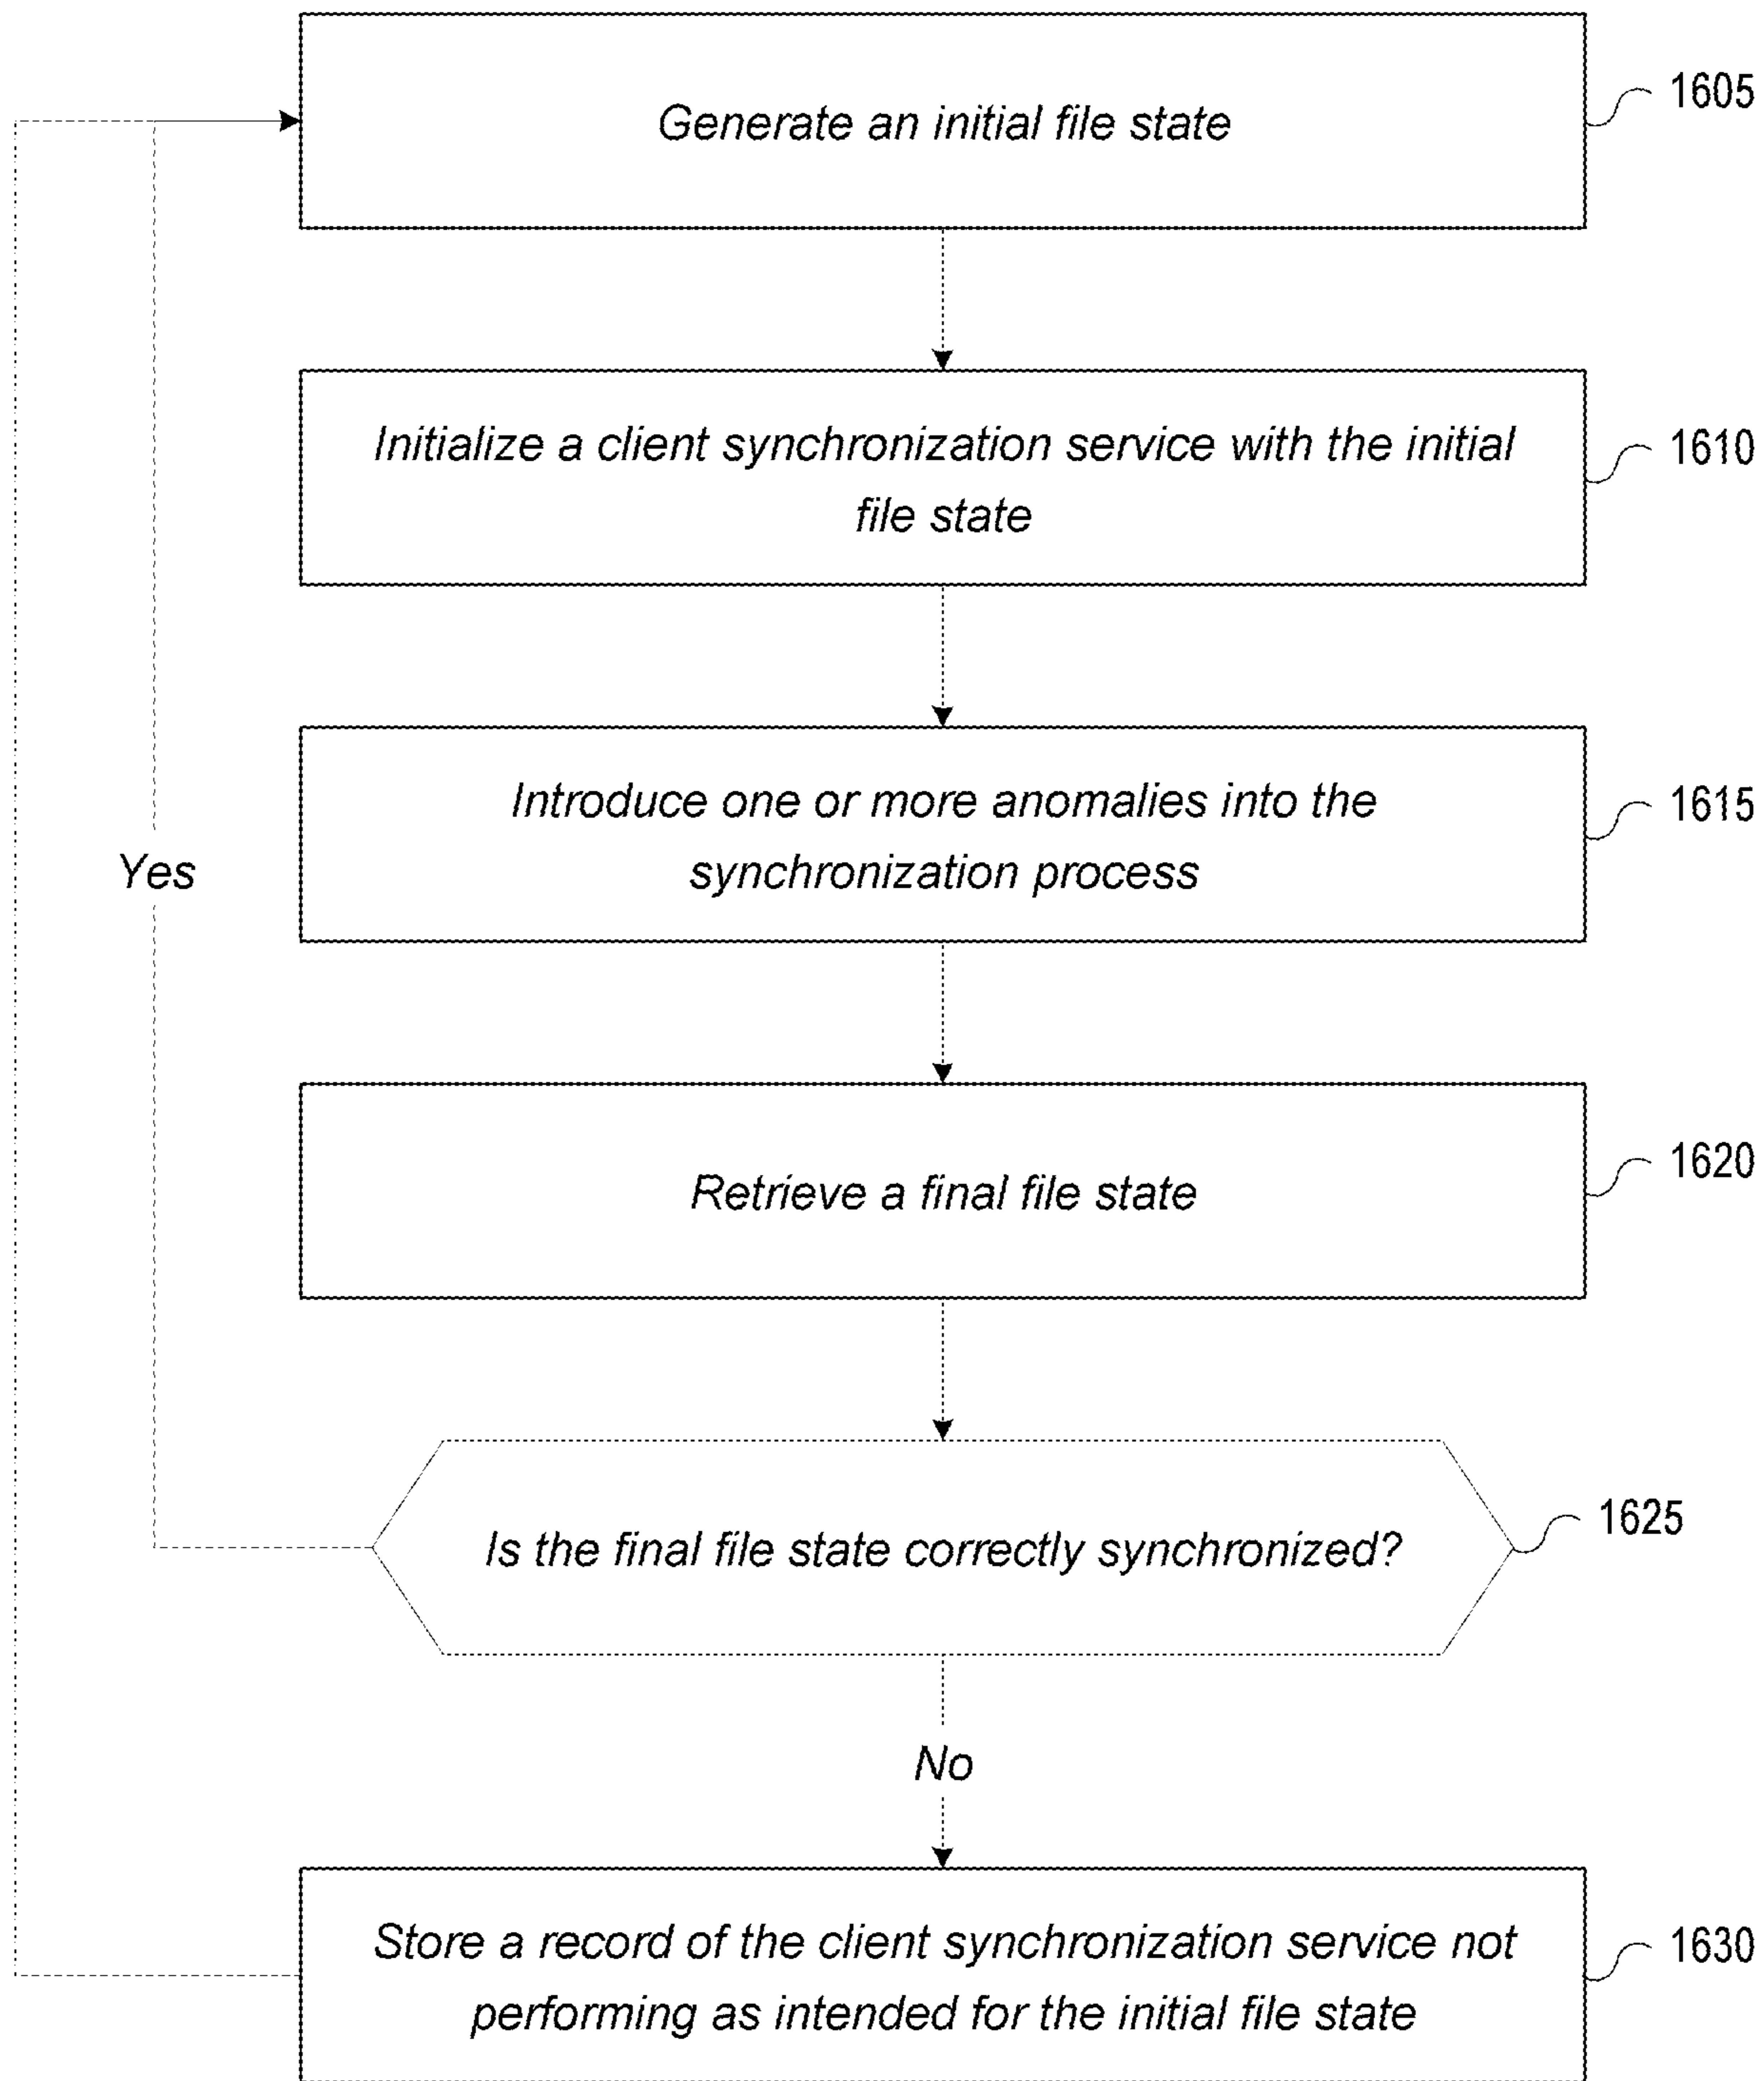 Generate an initial file state
1605
Initialize a client synchronization service with the initial
file state
1610
Introduce one or more anomalies into the
synchronization process
1615
Yes
Retrieve a final file state
1620
Is the final file state correctly synchronized?
1625
No
Store a record of the client synchronization service not
performing as intended for the initial file state
1630